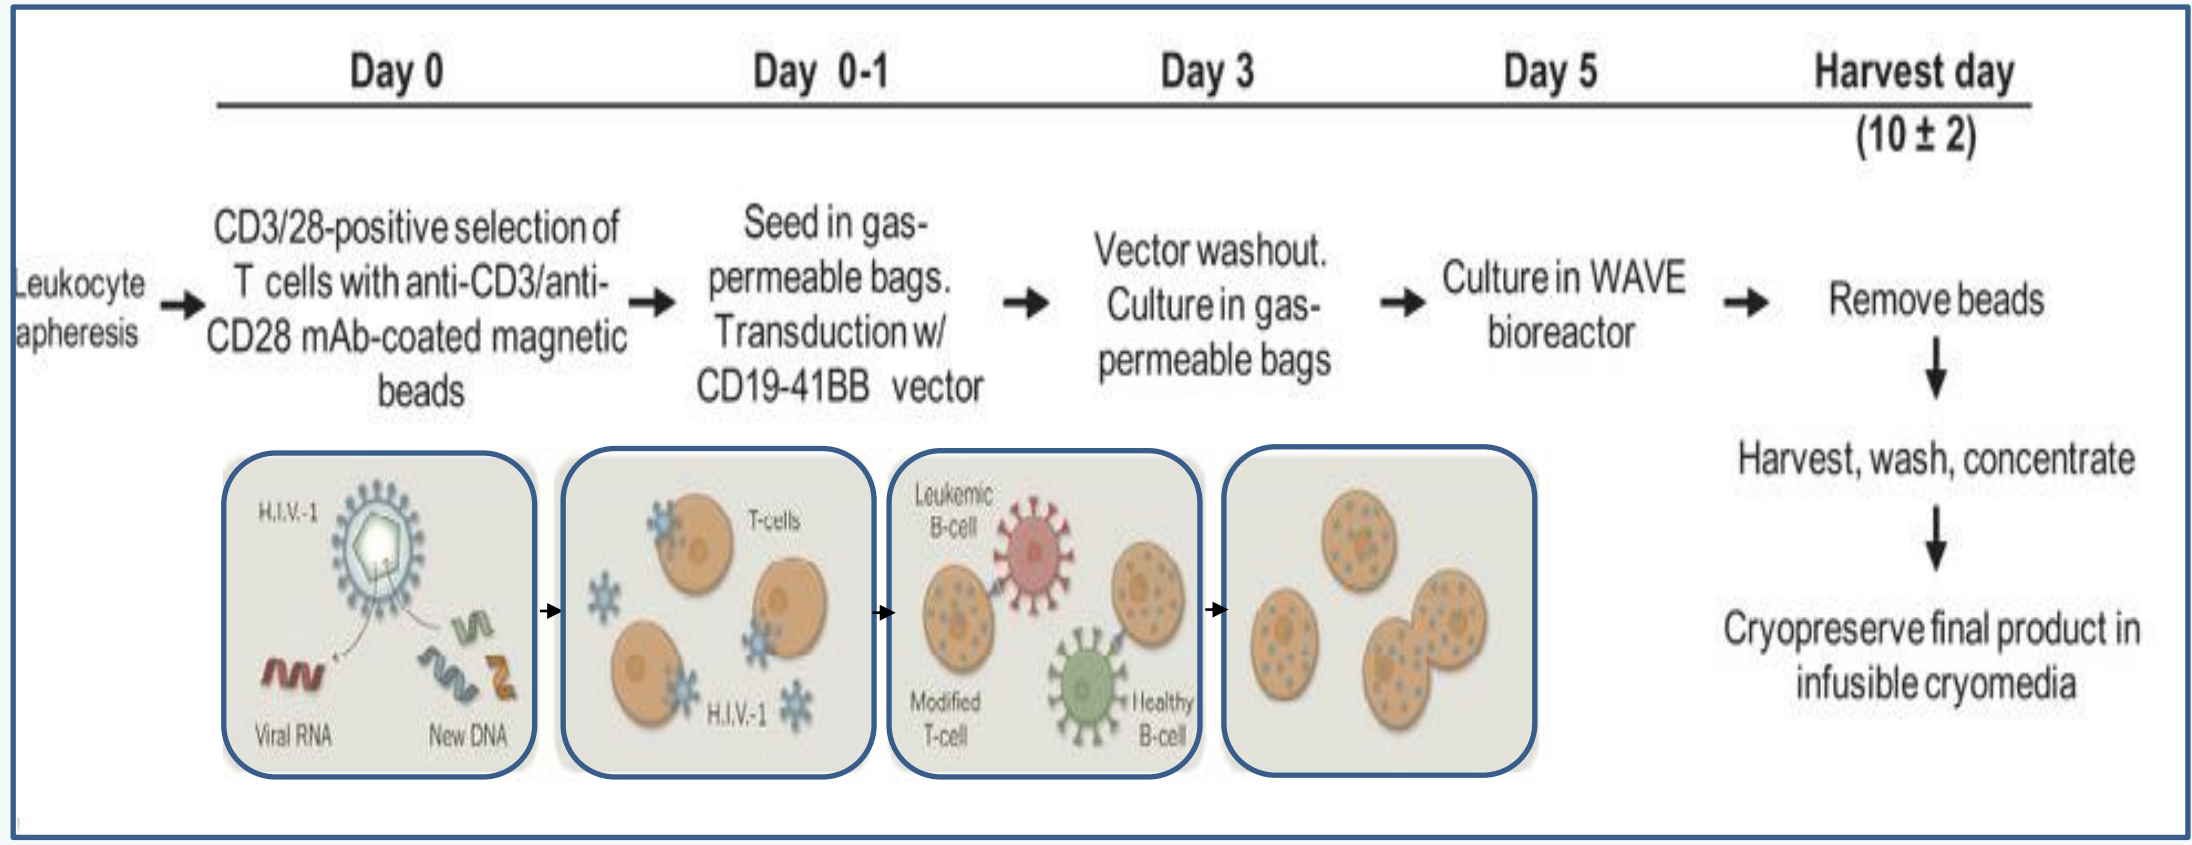 Day 0
Day 0-1
Day 3
Day 5
Harvest day
(10 ± 2)
Leukocyte
apheresis
CD3/28-positive selection of
T cells with anti-CD3/anti-
CD28 mAb-coated magnetic
beads
Seed in gas-
permeable bags.
Transduction w/
CD19-41BB vector
Vector washout.
Culture in gas-
permeable bags
Culture in WAVE
bioreactor
Remove beads
Harvest, wash, concentrate
Cryopreserve final product in
infusible cryomedia
H.I.V.-1
Viral RNA
New DNA
T-cells
H.I.V.-1
Leukemic
B-cell
Modified
T-cell
Healthy
B-cell